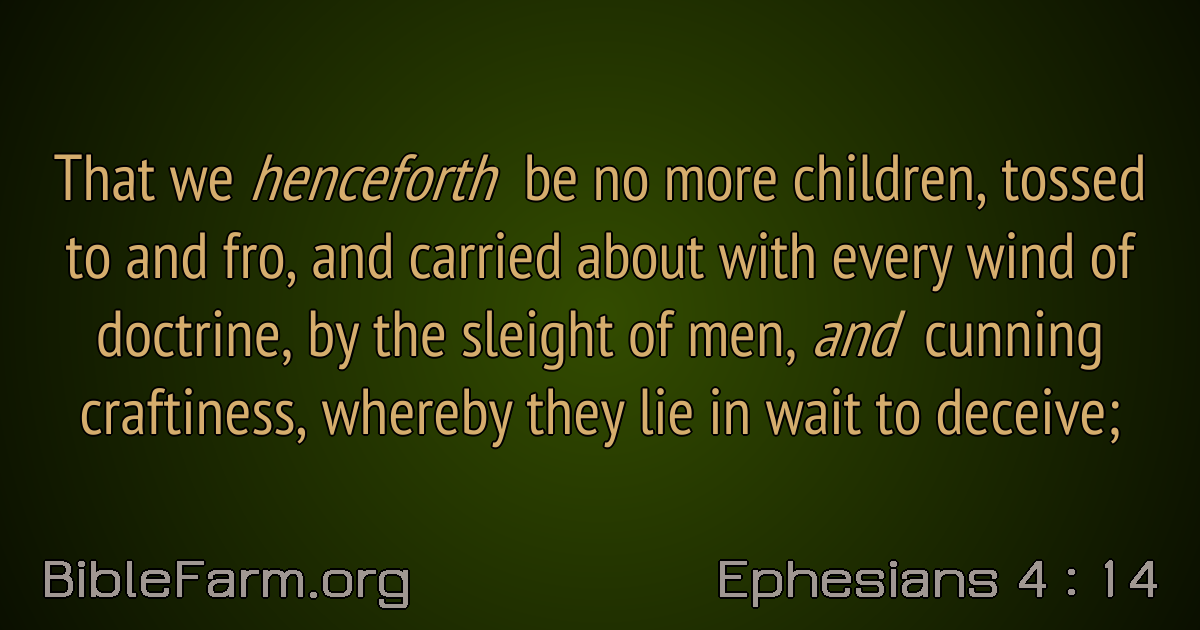 That we henceforth be no more children, tossed
to and fro, and carried about with every wind of
doctrine, by the sleight of men, and cunning
craftiness, whereby they lie in wait to deceive;
BibleFarm.org
Ephesians 4 : 14